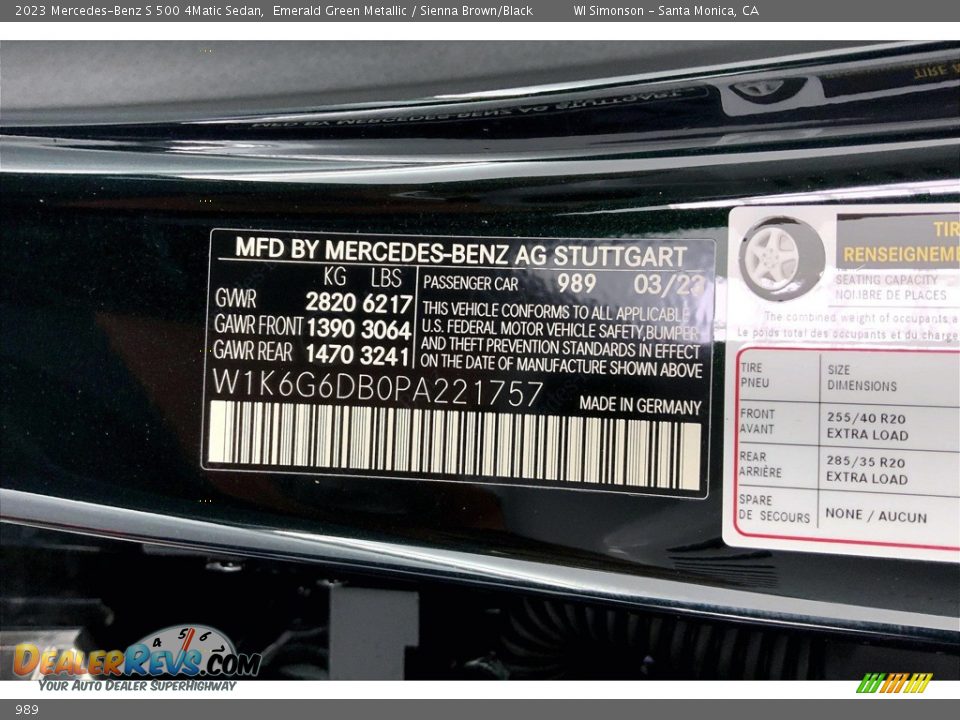 2023 Mercedes-Benz S 500 4Matic Sedan, Emerald Green Metallic / Sienna Brown/Black WI Simonson - Santa Monica, CA
MFD BY MERCEDES-BENZ AG STUTTGART
KG LBS
GVWR 2820 6217
GAWR FRONT 1390 3064
GAWR REAR 1470 3241
PASSENGER CAR 989 03/23
THIS VEHICLE CONFORMS TO ALL APPLICABLE
U.S. FEDERAL MOTOR VEHICLE SAFETY,BUMPER
AND THEFT PREVENTION STANDARDS IN EFFECT
ON THE DATE OF MANUFACTURE SHOWN ABOVE
W1K6G6DB0PA221757
MADE IN GERMANY
TIR
RENSEIGNEME
SEATING CAPACITY
NOMBRE DE PLACES
The combined weight of occupants a
Le poids total des occupants et du charge
TIRE SIZE
PNEU DIMENSIONS
FRONT 255/40 R20
AVANT EXTRA LOAD
REAR 285/35 R20
ARRIÈRE EXTRA LOAD
SPARE NONE / AUCUN
DE SECOURS
4 5 6
DEALERREVS.COM
YOUR AUTO DEALER SUPERHIGHWAY
989